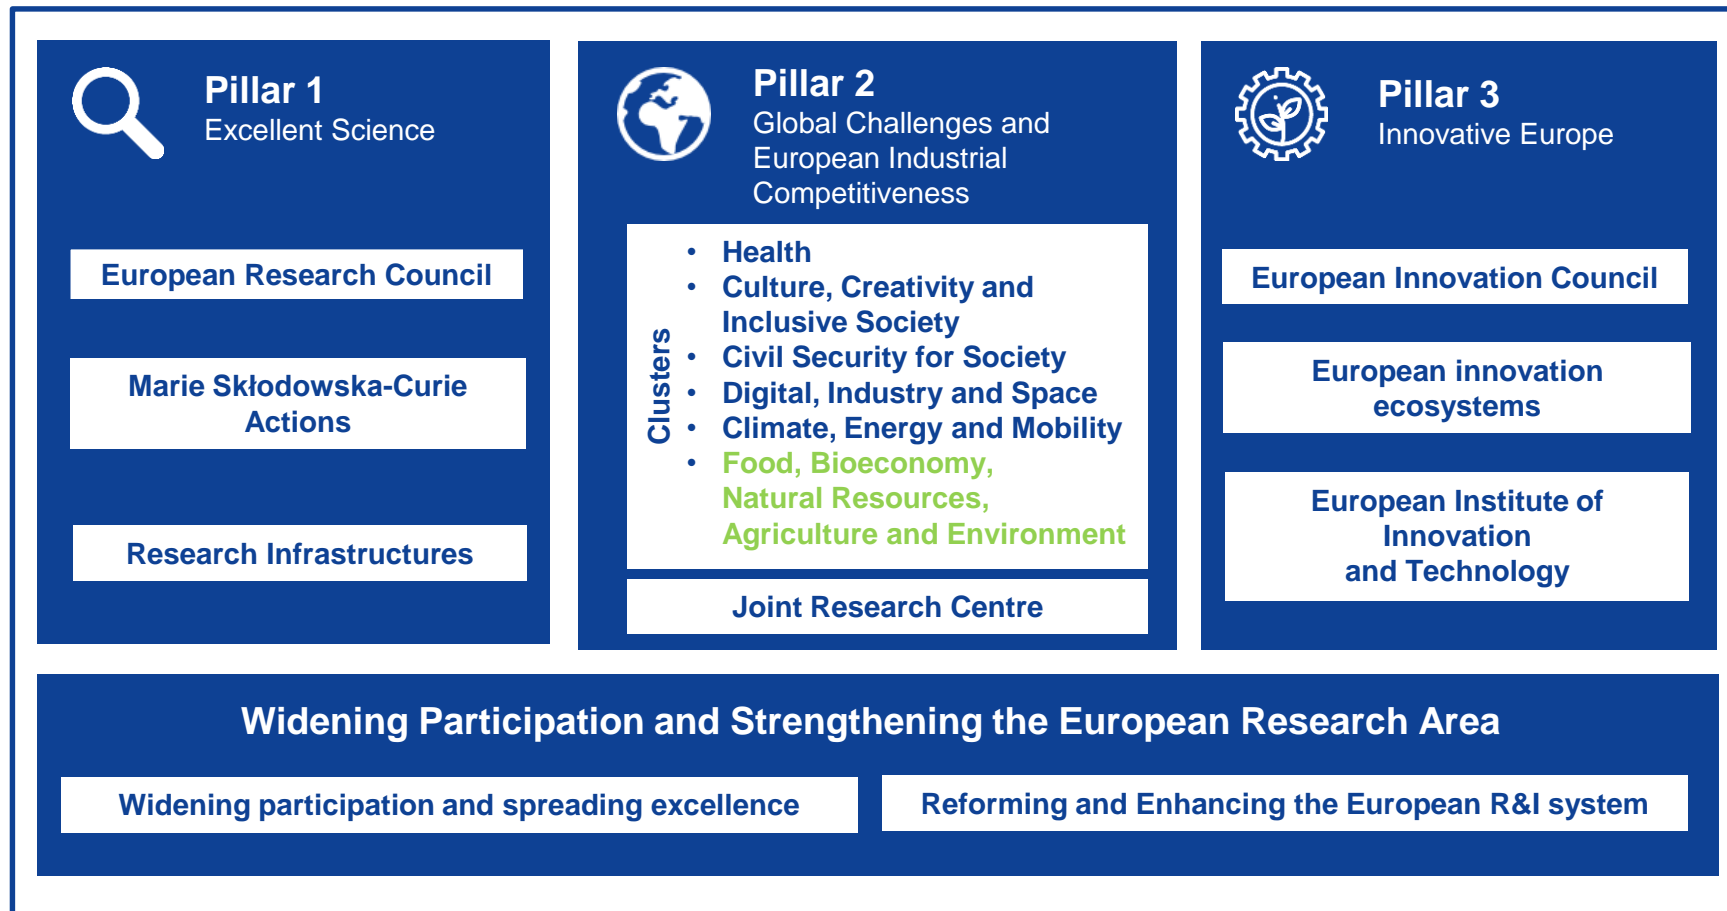 Pillar 1
Excellent Science
European Research Council
Marie Skłodowska-Curie
Actions
Research Infrastructures
Pillar 2
Global Challenges and
European Industrial
Competitiveness
Clusters
• Health
• Culture, Creativity and
Inclusive Society
• Civil Security for Society
• Digital, Industry and Space
• Climate, Energy and Mobility
• Food, Bioeconomy,
Natural Resources,
Agriculture and Environment
Joint Research Centre
Pillar 3
Innovative Europe
European Innovation Council
European innovation
ecosystems
European Institute of
Innovation
and Technology
Widening Participation and Strengthening the European Research Area
Widening participation and spreading excellence
Reforming and Enhancing the European R&I system